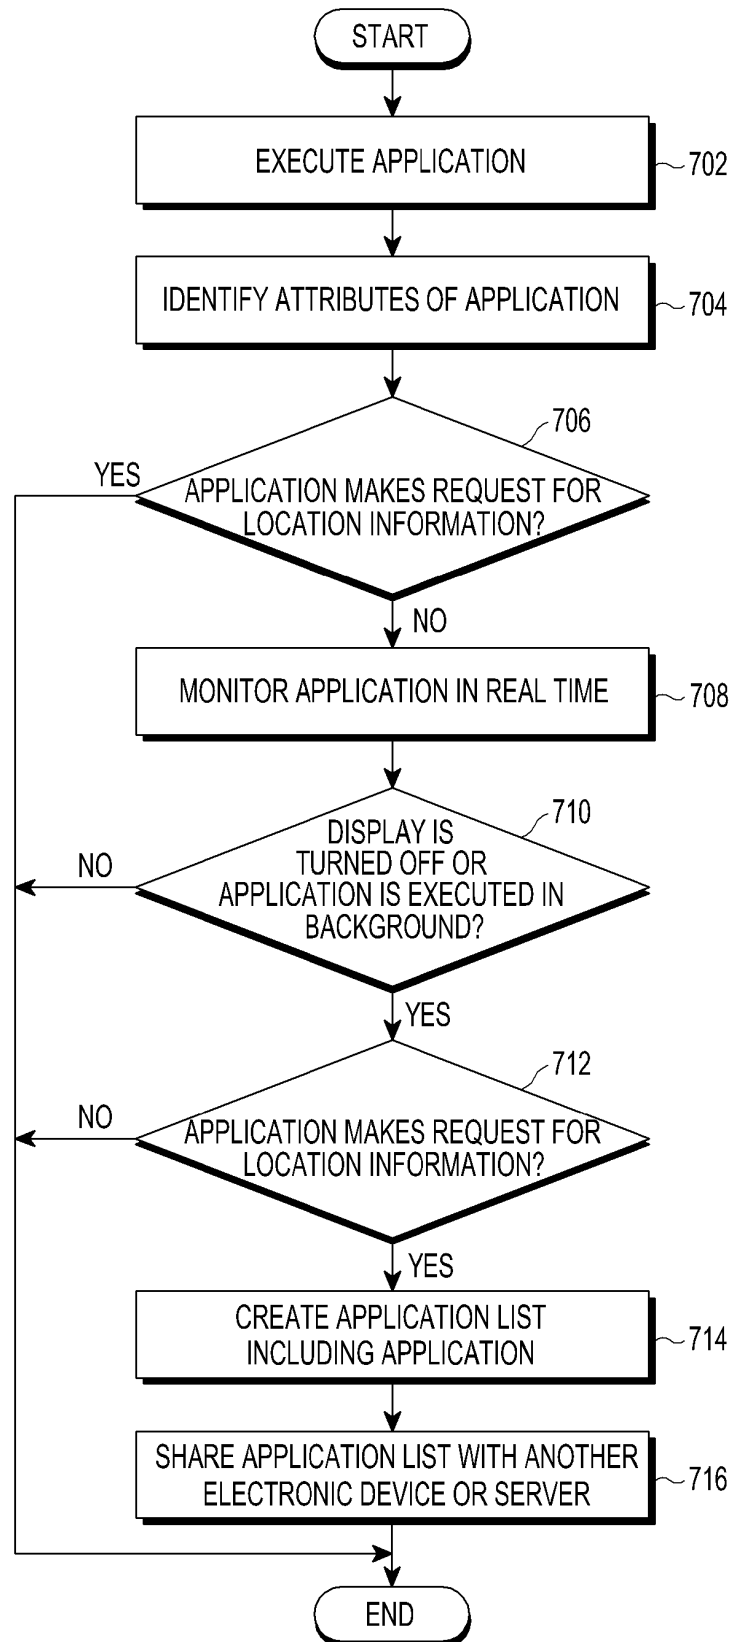 START
EXECUTE APPLICATION
702
IDENTIFY ATTRIBUTES OF APPLICATION
704
706
YES
APPLICATION MAKES REQUEST FOR
LOCATION INFORMATION?
NO
MONITOR APPLICATION IN REAL TIME
708
710
DISPLAY IS
TURNED OFF OR
APPLICATION IS EXECUTED IN
BACKGROUND?
NO
YES
712
APPLICATION MAKES REQUEST FOR
LOCATION INFORMATION?
NO
YES
CREATE APPLICATION LIST
INCLUDING APPLICATION
714
SHARE APPLICATION LIST WITH ANOTHER
ELECTRONIC DEVICE OR SERVER
716
END